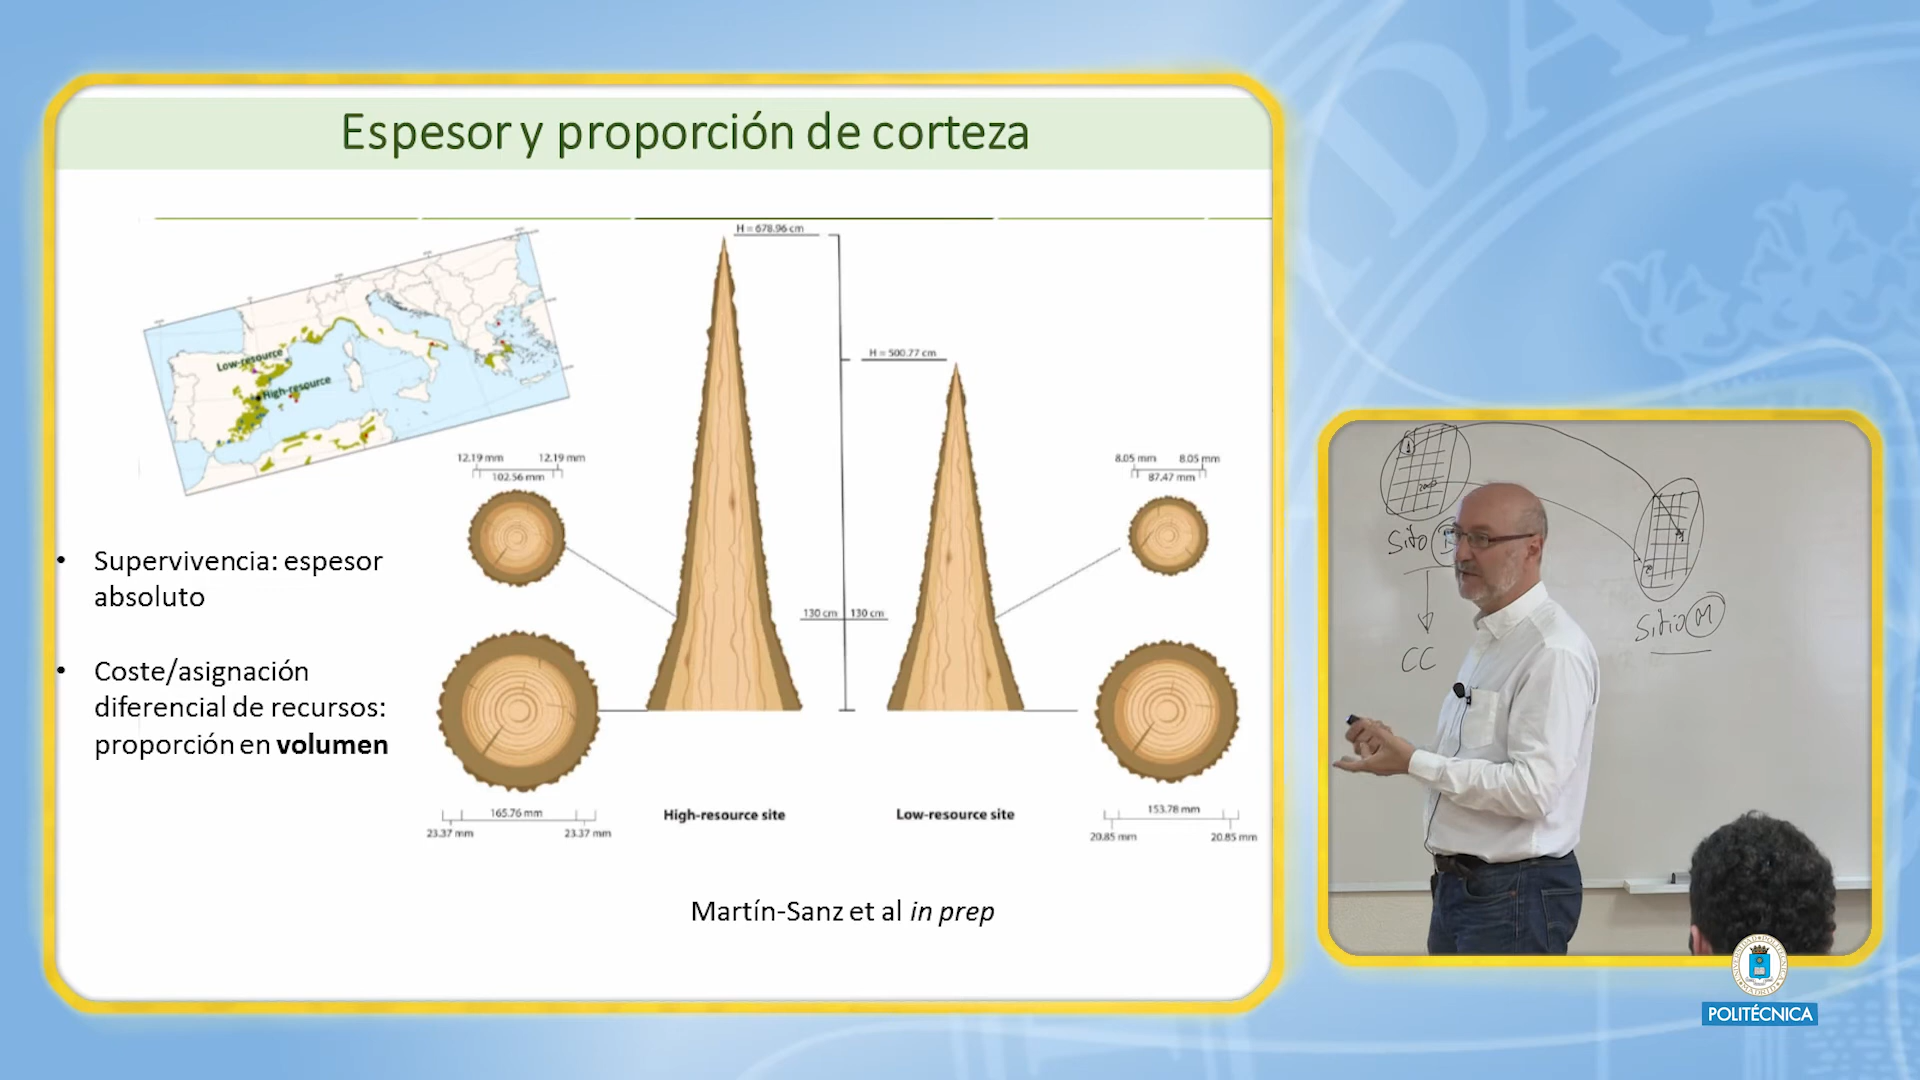 Espesor y proporción de corteza
H = 678.96 cm
Low-resource
High-resource
H = 500.77 cm
12.19 mm 12.19 mm
102.56 mm
8.05 mm 8.05 mm
87.47 mm
• Supervivencia: espesor
absoluto
130 cm 130 cm
• Coste/asignación
diferencial de recursos:
proporción en volumen
165.76 mm
23.37 mm 23.37 mm
High-resource site
Low-resource site
153.78 mm
20.85 mm 20.85 mm
Martín-Sanz et al in prep
1
Sitio
CC
Sitio M
POLITÉCNICA